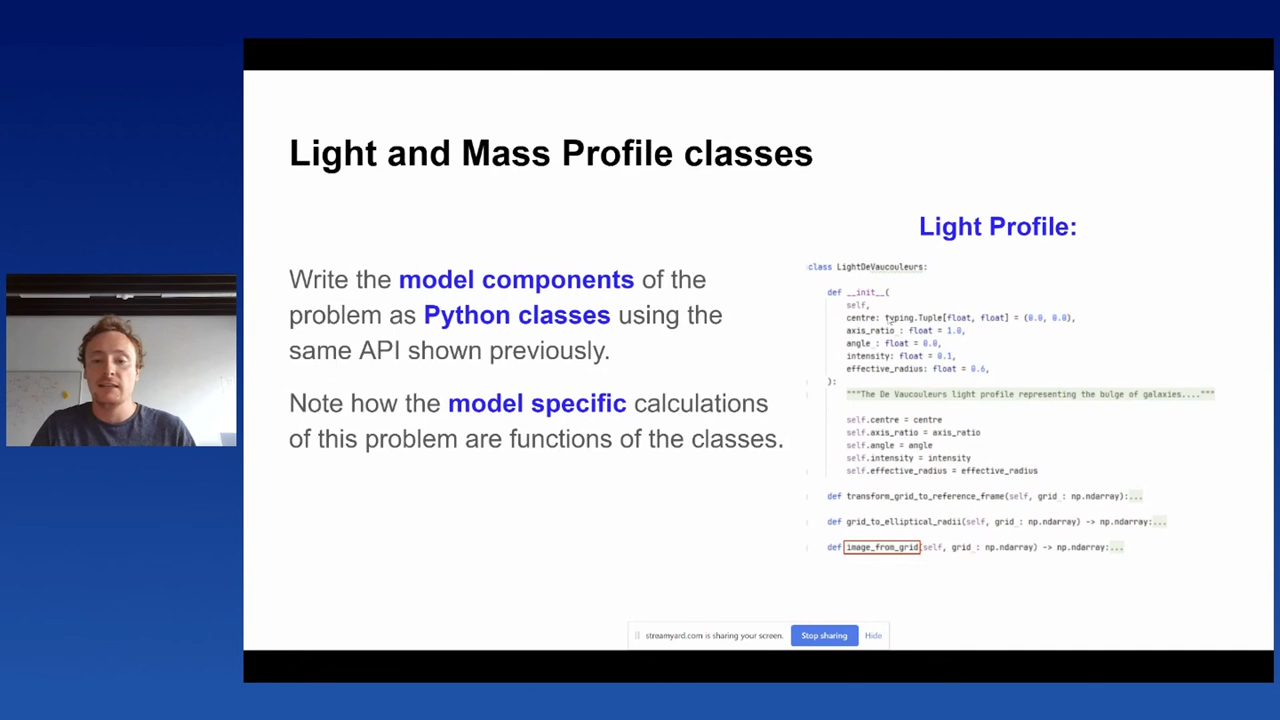 Light and Mass Profile classes
Write the model components of the
problem as Python classes using the
same API shown previously.
Note how the model specific calculations
of this problem are functions of the classes.
Light Profile:
class LightDeVaucouleurs:
def __init__(
self,
centre: typing.Tuple[float, float] = (0.0, 0.0),
axis_ratio : float = 1.0,
angle : float = 0.0,
intensity: float = 0.1,
effective_radius: float = 0.6,
):
"""The De Vaucouleurs light profile representing the bulge of galaxies...."""
self.centre = centre
self.axis_ratio = axis_ratio
self.angle = angle
self.intensity = intensity
self.effective_radius = effective_radius
def transform_grid_to_reference_frame(self, grid : np.ndarray):...
def grid_to_elliptical_radii(self, grid : np.ndarray) -> np.ndarray:...
def image_from_grid(self, grid : np.ndarray) -> np.ndarray:...
streamyard.com is sharing your screen.
Stop sharing
Hide